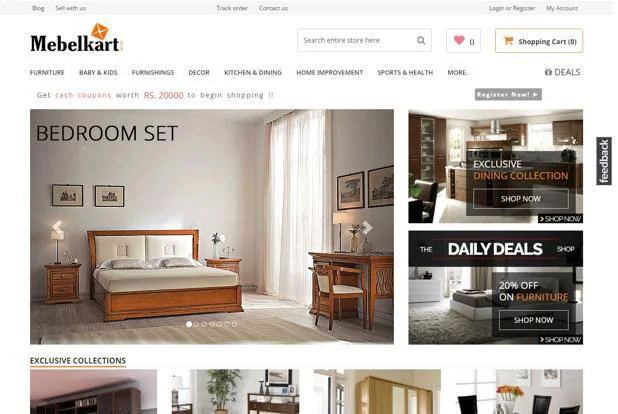 Blog Sell with us Track order Contact us Login or Register My Account
Mebelkart
Search entire store here
() Shopping Cart (0)
FURNITURE BABY & KIDS FURNISHINGS DECOR KITCHEN & DINING HOME IMPROVEMENT SPORTS & HEALTH MORE. DEALS
Get cash coupons worth RS. 20000 to begin shopping !!
Register Now! ►
BEDROOM SET
EXCLUSIVE
DINING COLLECTION
SHOP NOW
SHOP NOW
feedback
THE DAILY DEALS SHOP
20% OFF
ON FURNITURE
SHOP NOW
SHOP NOW
EXCLUSIVE COLLECTIONS